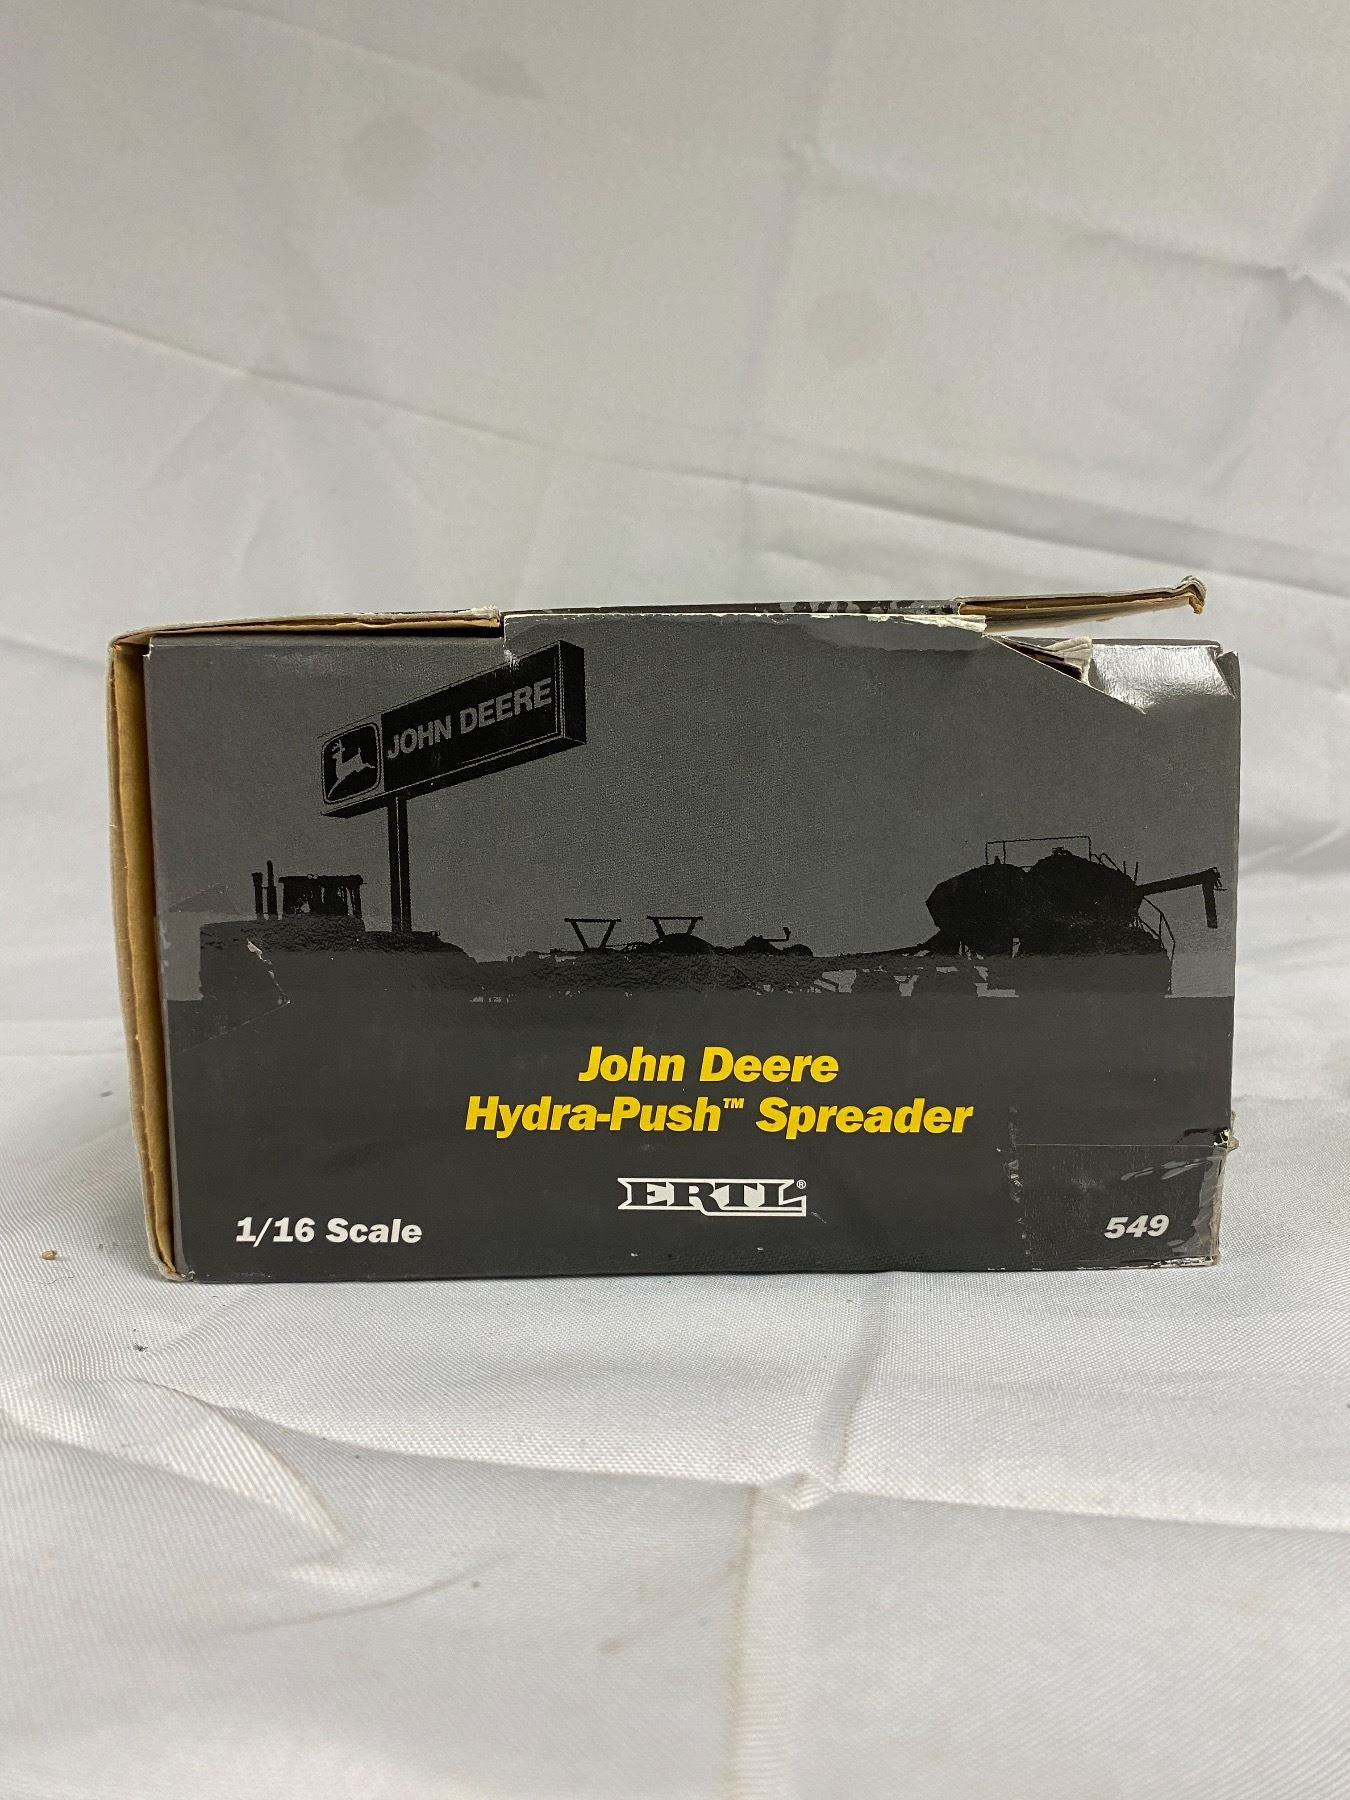 JOHN DEERE
John Deere
Hydra-Push™ Spreader
ERTL®
1/16 Scale
549